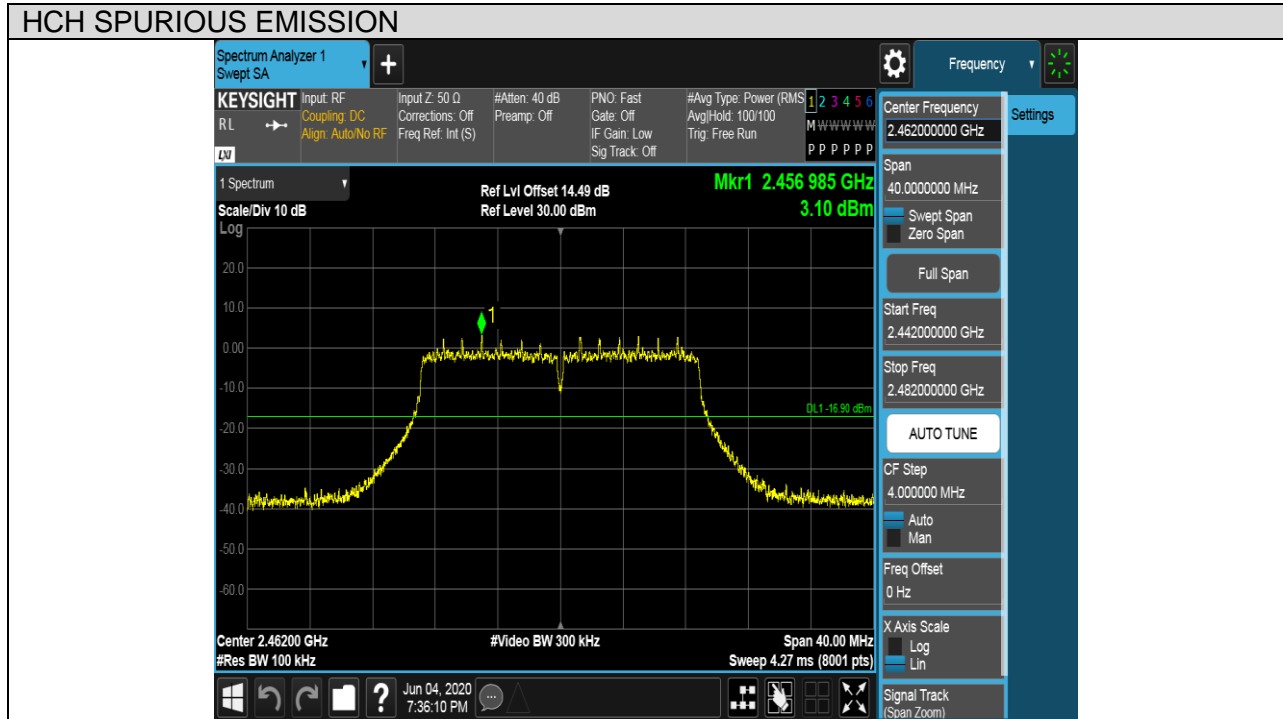 HCH SPURIOUS EMISSION
Spectrum Analyzer 1
Swept SA
+
Frequency
KEYSIGHT
RL
LXI
Input: RF
Coupling: DC
Align: Auto/No RF
Input Z: 50 Ω
Corrections: Off
Freq Ref: Int (S)
#Atten: 40 dB
Preamp: Off
PNO: Fast
Gate: Off
IF Gain: Low
Sig Track: Off
#Avg Type: Power (RMS
Avg|Hold: 100/100
Trig: Free Run
1 2 3 4 5 6
M W W W W W
P P P P P P
1 Spectrum
Scale/Div 10 dB
Ref Lvl Offset 14.49 dB
Ref Level 30.00 dBm
Mkr1 2.456 985 GHz
3.10 dBm
Log
20.0
10.0
0.00
-10.0
-20.0
-30.0
-40.0
-50.0
-60.0
1
DL1 -16.90 dBm
Center 2.46200 GHz
#Res BW 100 kHz
#Video BW 300 kHz
Span 40.00 MHz
Sweep 4.27 ms (8001 pts)
Center Frequency
2.462000000 GHz
Settings
Span
40.0000000 MHz
Swept Span
Zero Span
Full Span
Start Freq
2.442000000 GHz
Stop Freq
2.482000000 GHz
AUTO TUNE
CF Step
4.000000 MHz
Auto
Man
Freq Offset
0 Hz
X Axis Scale
Log
Lin
Signal Track
(Span Zoom)
?
Jun 04, 2020
7:36:10 PM